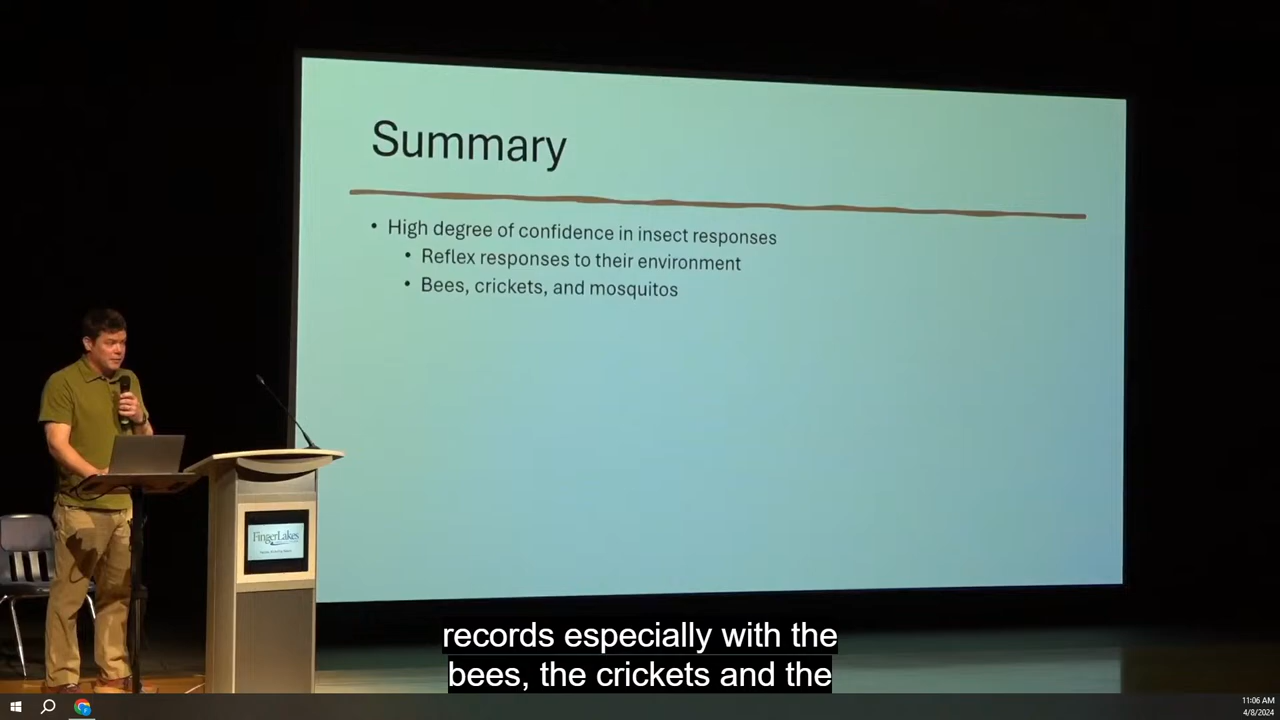 Summary
• High degree of confidence in insect responses
• Reflex responses to their environment
• Bees, crickets, and mosquitos
FingerLakes
records especially with the
bees, the crickets and the
11:06 AM
4/8/2024